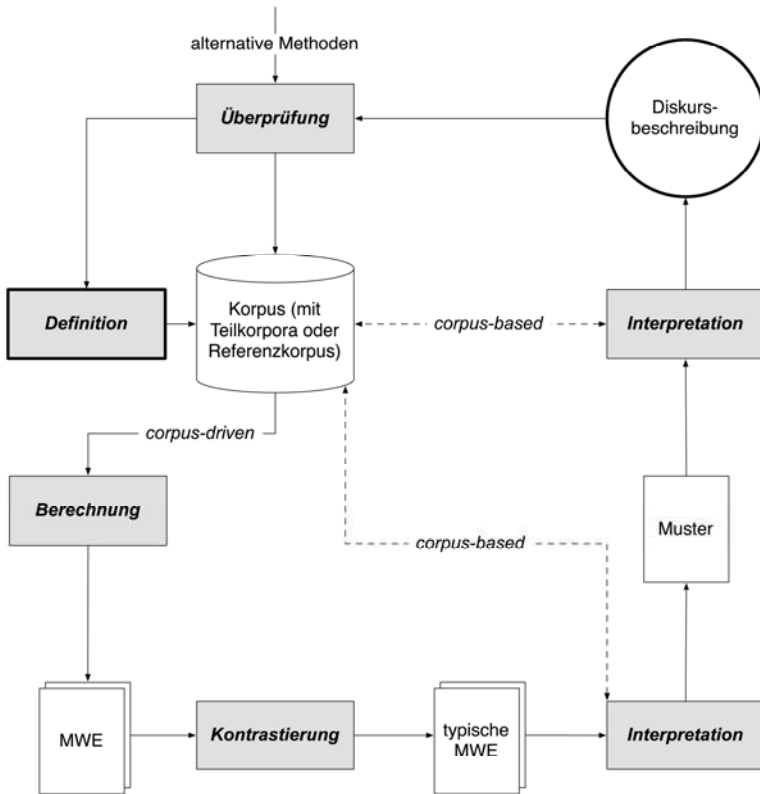 alternative Methoden
Überprüfung
Diskurs-
beschreibung
Definition
Korpus (mit
Teilkorpora oder
Referenzkorpus)
corpus-based
Interpretation
corpus-driven
Berechnung
corpus-based
Muster
MWE
Kontrastierung
typische
MWE
Interpretation